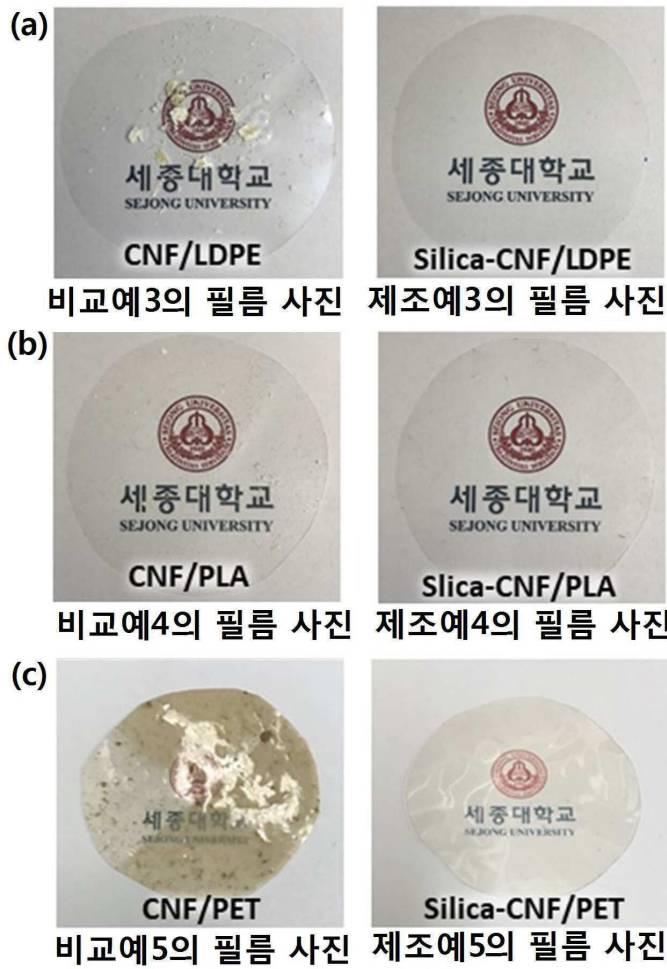 (a)
세종대학교
SEJONG UNIVERSITY
CNF/LDPE
비교예3의 필름 사진
세종대학교
SEJONG UNIVERSITY
Silica-CNF/LDPE
제조예3의 필름 사진
(b)
세종대학교
SEJONG UNIVERSITY
CNF/PLA
비교예4의 필름 사진
세종대학교
SEJONG UNIVERSITY
Slica-CNF/PLA
제조예4의 필름 사진
(c)
세종대학교
SEJONG UNIVERSITY
CNF/PET
비교예5의 필름 사진
세종대학교
SEJONG UNIVERSITY
Silica-CNF/PET
제조예5의 필름 사진